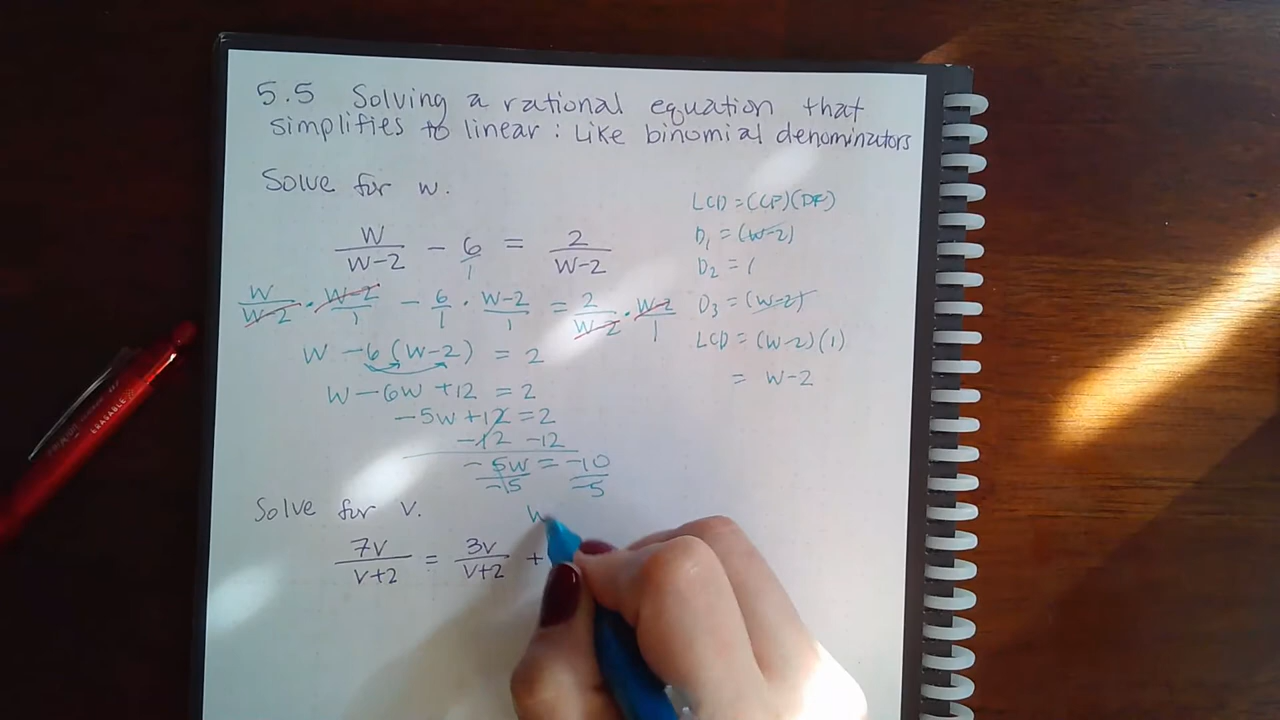 5.5 Solving a rational equation that
simplifies to linear: Like binomial denominators
Solve for w.
w/(w-2) - 6/1 = 2/(w-2)
w/(w-2) · (w-2)/1 - 6/1 · (w-2)/1 = 2/(w-2) · (w-2)/1
w - 6(w-2) = 2
w - 6w + 12 = 2
-5w + 12 = 2
-12 -12
-5w/-5 = -10/-5
w
LCD = (CF)(DF)
D₁ = (w-2)
D₂ = 1
D₃ = (w-2)
LCD = (w-2)(1)
= w-2
Solve for v.
7v/(v+2) = 3v/(v+2) +
ERASABLE